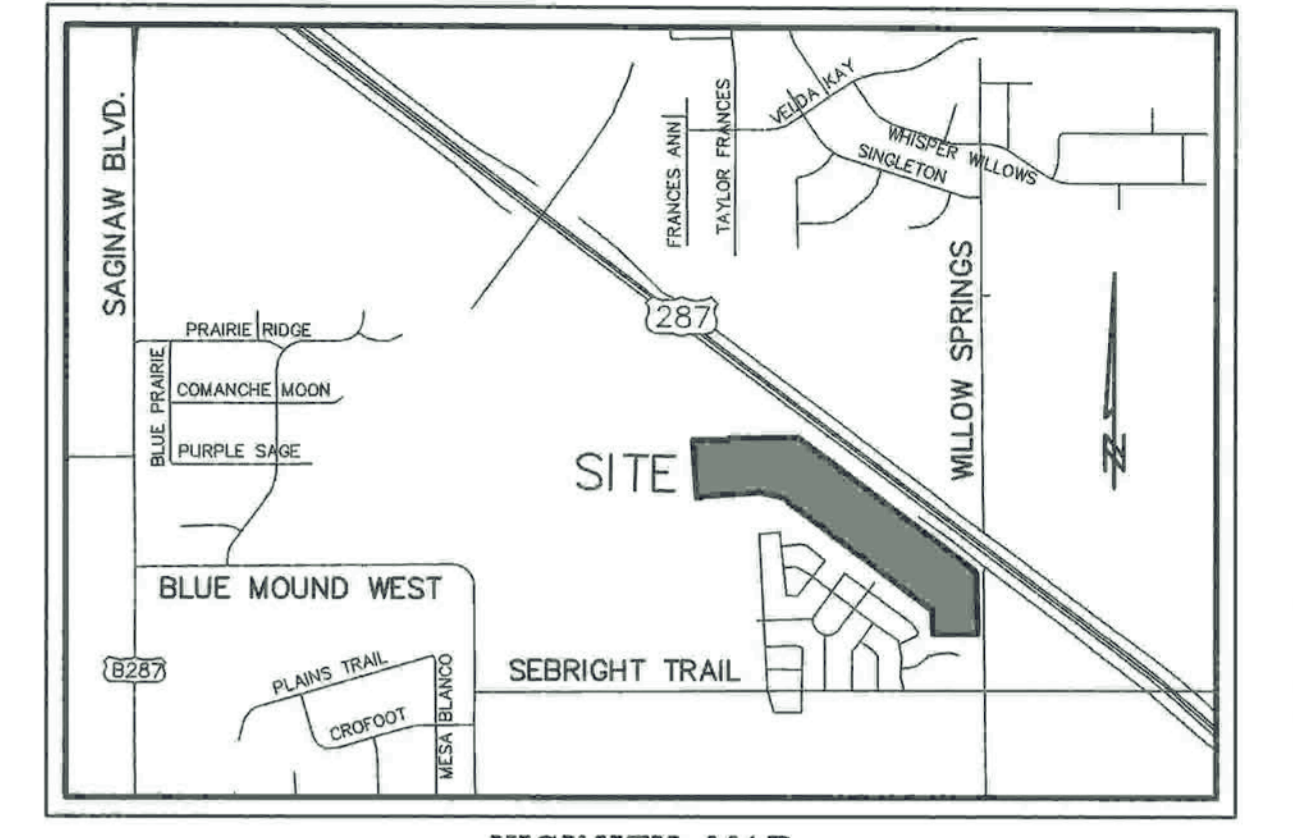 SAGINAW BLVD.
FRANCES ANN
TAYLOR FRANCES
VELDA KAY
WHISPER WILLOWS
SINGLETON
WILLOW SPRINGS
287
PRAIRIE RIDGE
BLUE PRAIRIE
COMANCHE MOON
PURPLE SAGE
SITE
N
BLUE MOUND WEST
B287
PLAINS TRAIL
CROFOOT
MESA BLANCO
SEBRIGHT TRAIL